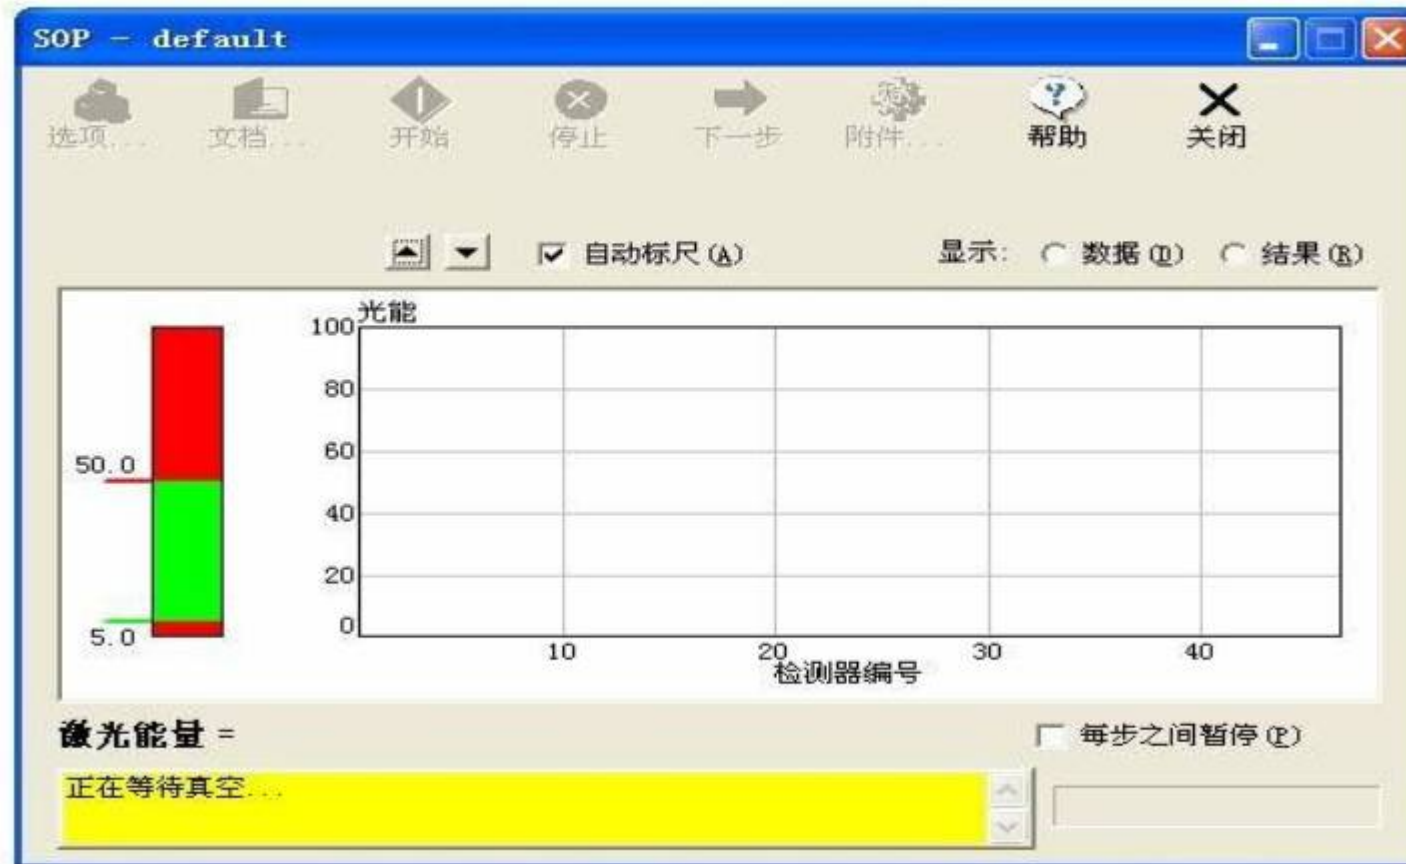 SOP - default
选项... 文档... 开始 停止 下一步 附件... 帮助 关闭
自动标尺(A) 显示: 数据(D) 结果(R)
光能
100
80
60
50.0
40
20
0
5.0
10 20 30 40
检测器编号
激光能量 =
每步之间暂停(P)
正在等待真空...